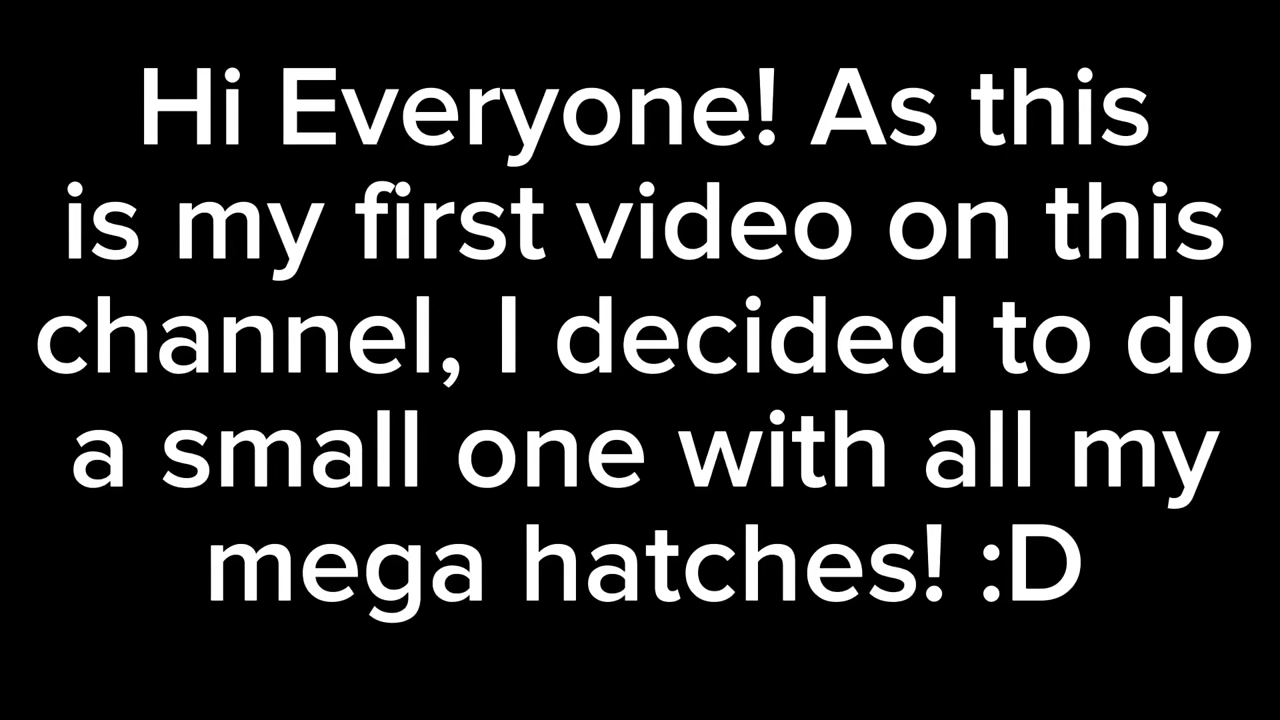 Hi Everyone! As this
is my first video on this
channel, I decided to do
a small one with all my
mega hatches! :D